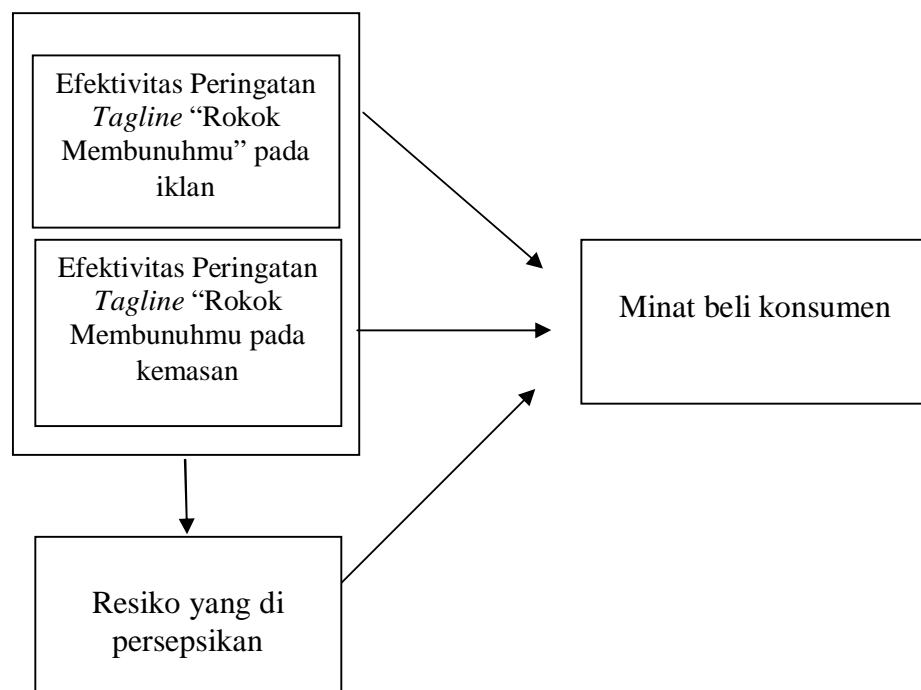 Efektivitas Peringatan
Tagline “Rokok
Membunuhmu” pada
iklan
Efektivitas Peringatan
Tagline “Rokok
Membunuhmu pada
kemasan
Minat beli konsumen
Resiko yang di
persepsikan